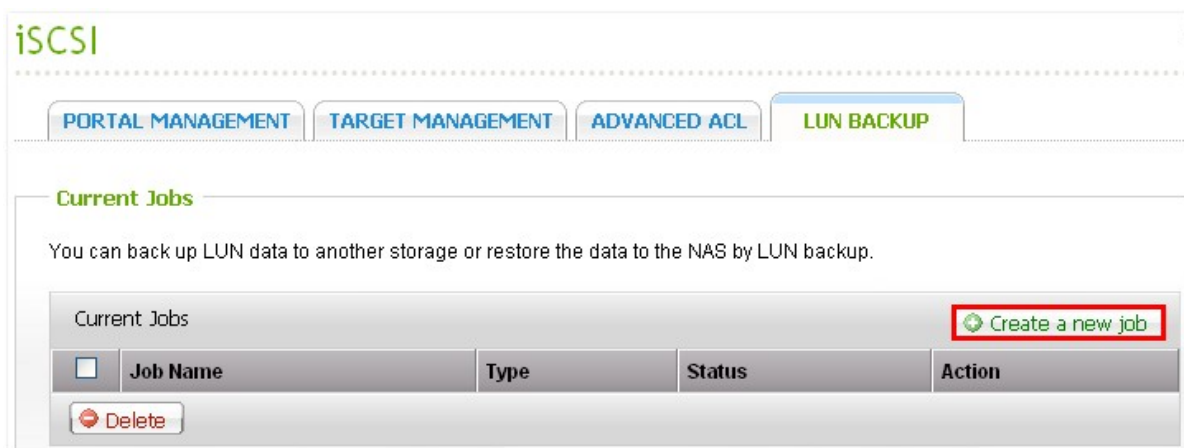 iSCSI
PORTAL MANAGEMENT TARGET MANAGEMENT ADVANCED ACL LUN BACKUP
Current Jobs
You can back up LUN data to another storage or restore the data to the NAS by LUN backup.
Current Jobs Create a new job
Job Name Type Status Action
Delete